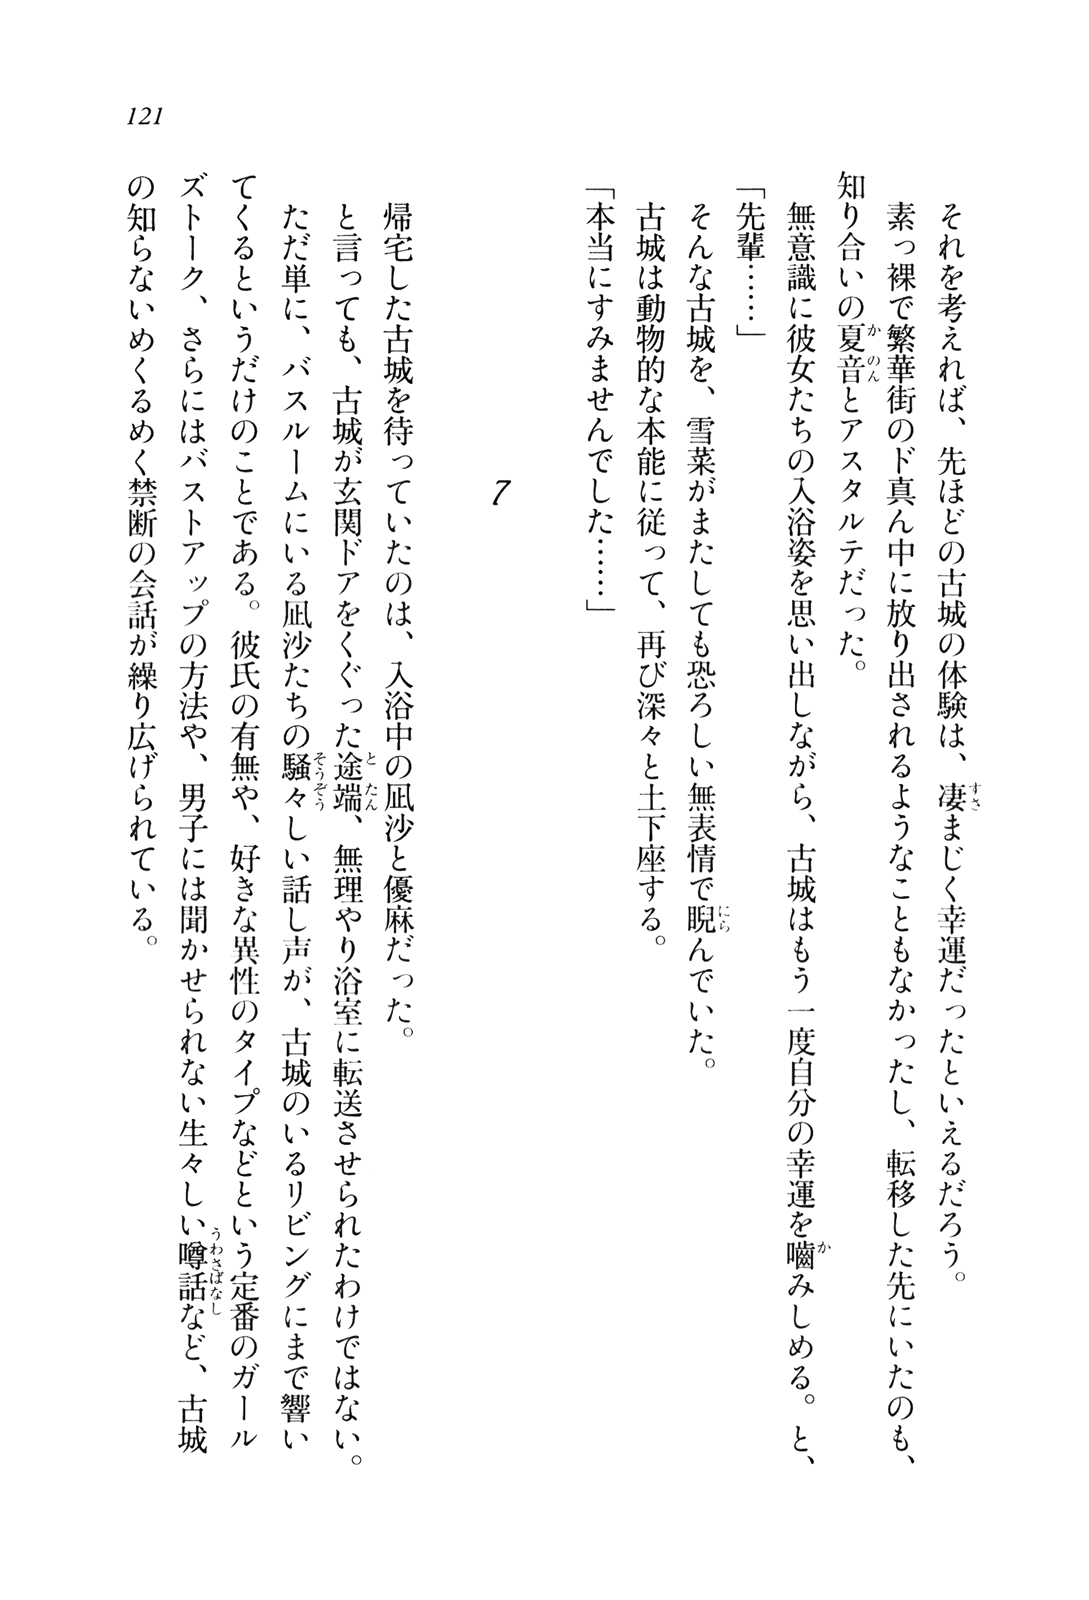 121
それを考えれば、先ほどの古城の体験は、凄まじく幸運だったといえるだろう。
素っ裸で繁華街のド真ん中に放り出されるようなこともなかったし、転移した先にいたのも、
知り合いの夏音とアスタルテだった。
無意識に彼女たちの入浴姿を思い出しながら、古城はもう一度自分の幸運を嚙みしめる。と、
「先輩……」
そんな古城を、雪菜がまたしても恐ろしい無表情で睨んでいた。
古城は動物的な本能に従って、再び深々と土下座する。
「本当にすみませんでした……」
7
帰宅した古城を待っていたのは、入浴中の凪沙と優麻だった。
と言っても、古城が玄関ドアをくぐった途端、無理やり浴室に転送させられたわけではない。
ただ単に、バスルームにいる凪沙たちの騒々しい話し声が、古城のいるリビングにまで響い
てくるというだけのことである。彼氏の有無や、好きな異性のタイプなどという定番のガール
ズトーク、さらにはバストアップの方法や、男子には聞かせられない生々しい噂話など、古城
の知らないめくるめく禁断の会話が繰り広げられている。